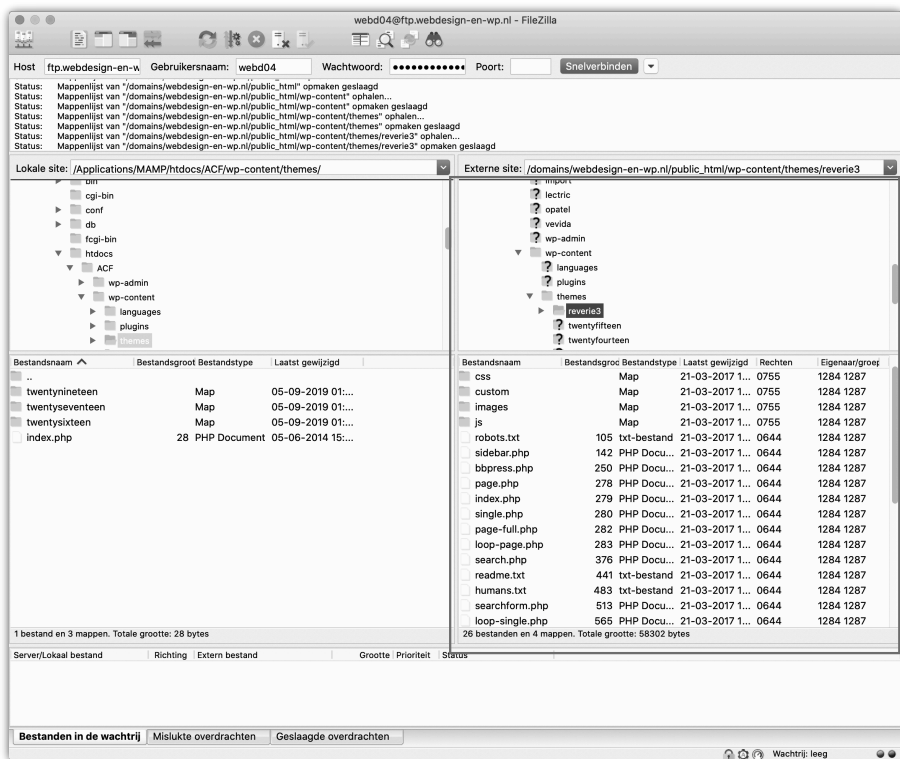 webd04@ftp.webdesign-en-wp.nl - FileZilla
Host ftp.webdesign-en-w Gebruikersnaam: webd04 Wachtwoord: ●●●●●●●●●●●● Poort: Snelverbinden
Status: Mappenlijst van "/domains/webdesign-en-wp.nl/public_html" opmaken geslaagd
Status: Mappenlijst van "/domains/webdesign-en-wp.nl/public_html/wp-content" ophalen...
Status: Mappenlijst van "/domains/webdesign-en-wp.nl/public_html/wp-content" opmaken geslaagd
Status: Mappenlijst van "/domains/webdesign-en-wp.nl/public_html/wp-content/themes" ophalen...
Status: Mappenlijst van "/domains/webdesign-en-wp.nl/public_html/wp-content/themes" opmaken geslaagd
Status: Mappenlijst van "/domains/webdesign-en-wp.nl/public_html/wp-content/themes/reverie3" ophalen...
Status: Mappenlijst van "/domains/webdesign-en-wp.nl/public_html/wp-content/themes/reverie3" opmaken geslaagd
Lokale site: /Applications/MAMP/htdocs/ACF/wp-content/themes/
bin
cgi-bin
conf
db
fcgi-bin
htdocs
ACF
wp-admin
wp-content
languages
plugins
themes
Bestandsnaam Bestandsgroot Bestandstype Laatst gewijzigd
..
twentynineteen Map 05-09-2019 01:...
twentyseventeen Map 05-09-2019 01:...
twentysixteen Map 05-09-2019 01:...
index.php 28 PHP Document 05-06-2014 15:...
1 bestand en 3 mappen. Totale grootte: 28 bytes
Externe site: /domains/webdesign-en-wp.nl/public_html/wp-content/themes/reverie3
import
lectric
opatel
vevida
wp-admin
wp-content
languages
plugins
themes
reverie3
twentyfifteen
twentyfourteen
Bestandsnaam Bestandsgroo Bestandstype Laatst gewijzigd Rechten Eigenaar/groep
css Map 21-03-2017 1... 0755 1284 1287
custom Map 21-03-2017 1... 0755 1284 1287
images Map 21-03-2017 1... 0755 1284 1287
js Map 21-03-2017 1... 0755 1284 1287
robots.txt 105 txt-bestand 21-03-2017 1... 0644 1284 1287
sidebar.php 142 PHP Docu... 21-03-2017 1... 0644 1284 1287
bbpress.php 250 PHP Docu... 21-03-2017 1... 0644 1284 1287
page.php 278 PHP Docu... 21-03-2017 1... 0644 1284 1287
index.php 279 PHP Docu... 21-03-2017 1... 0644 1284 1287
single.php 280 PHP Docu... 21-03-2017 1... 0644 1284 1287
page-full.php 282 PHP Docu... 21-03-2017 1... 0644 1284 1287
loop-page.php 283 PHP Docu... 21-03-2017 1... 0644 1284 1287
search.php 376 PHP Docu... 21-03-2017 1... 0644 1284 1287
readme.txt 441 txt-bestand 21-03-2017 1... 0644 1284 1287
humans.txt 483 txt-bestand 21-03-2017 1... 0644 1284 1287
searchform.php 513 PHP Docu... 21-03-2017 1... 0644 1284 1287
loop-single.php 565 PHP Docu... 21-03-2017 1... 0644 1284 1287
26 bestanden en 4 mappen. Totale grootte: 58302 bytes
Server/Lokaal bestand Richting Extern bestand Grootte Prioriteit Status
Bestanden in de wachtrij Mislukte overdrachten Geslaagde overdrachten
Wachtrij: leeg